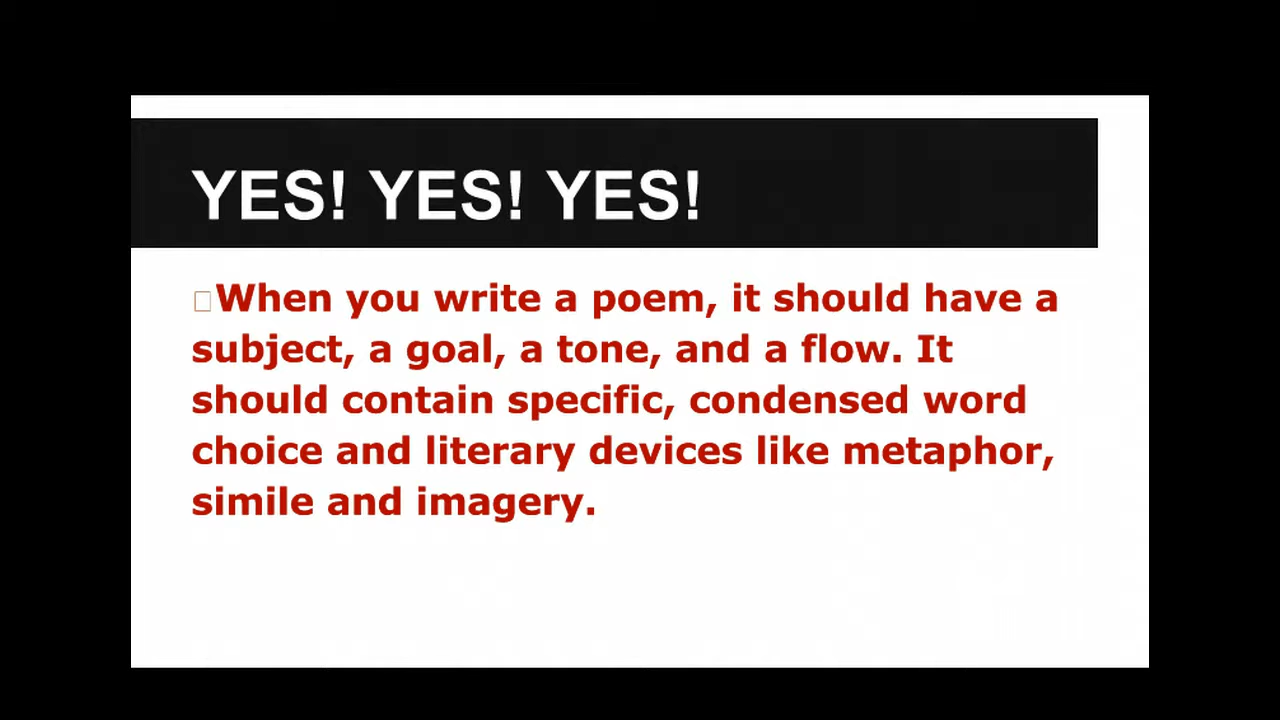 YES! YES! YES!
□When you write a poem, it should have a
subject, a goal, a tone, and a flow. It
should contain specific, condensed word
choice and literary devices like metaphor,
simile and imagery.